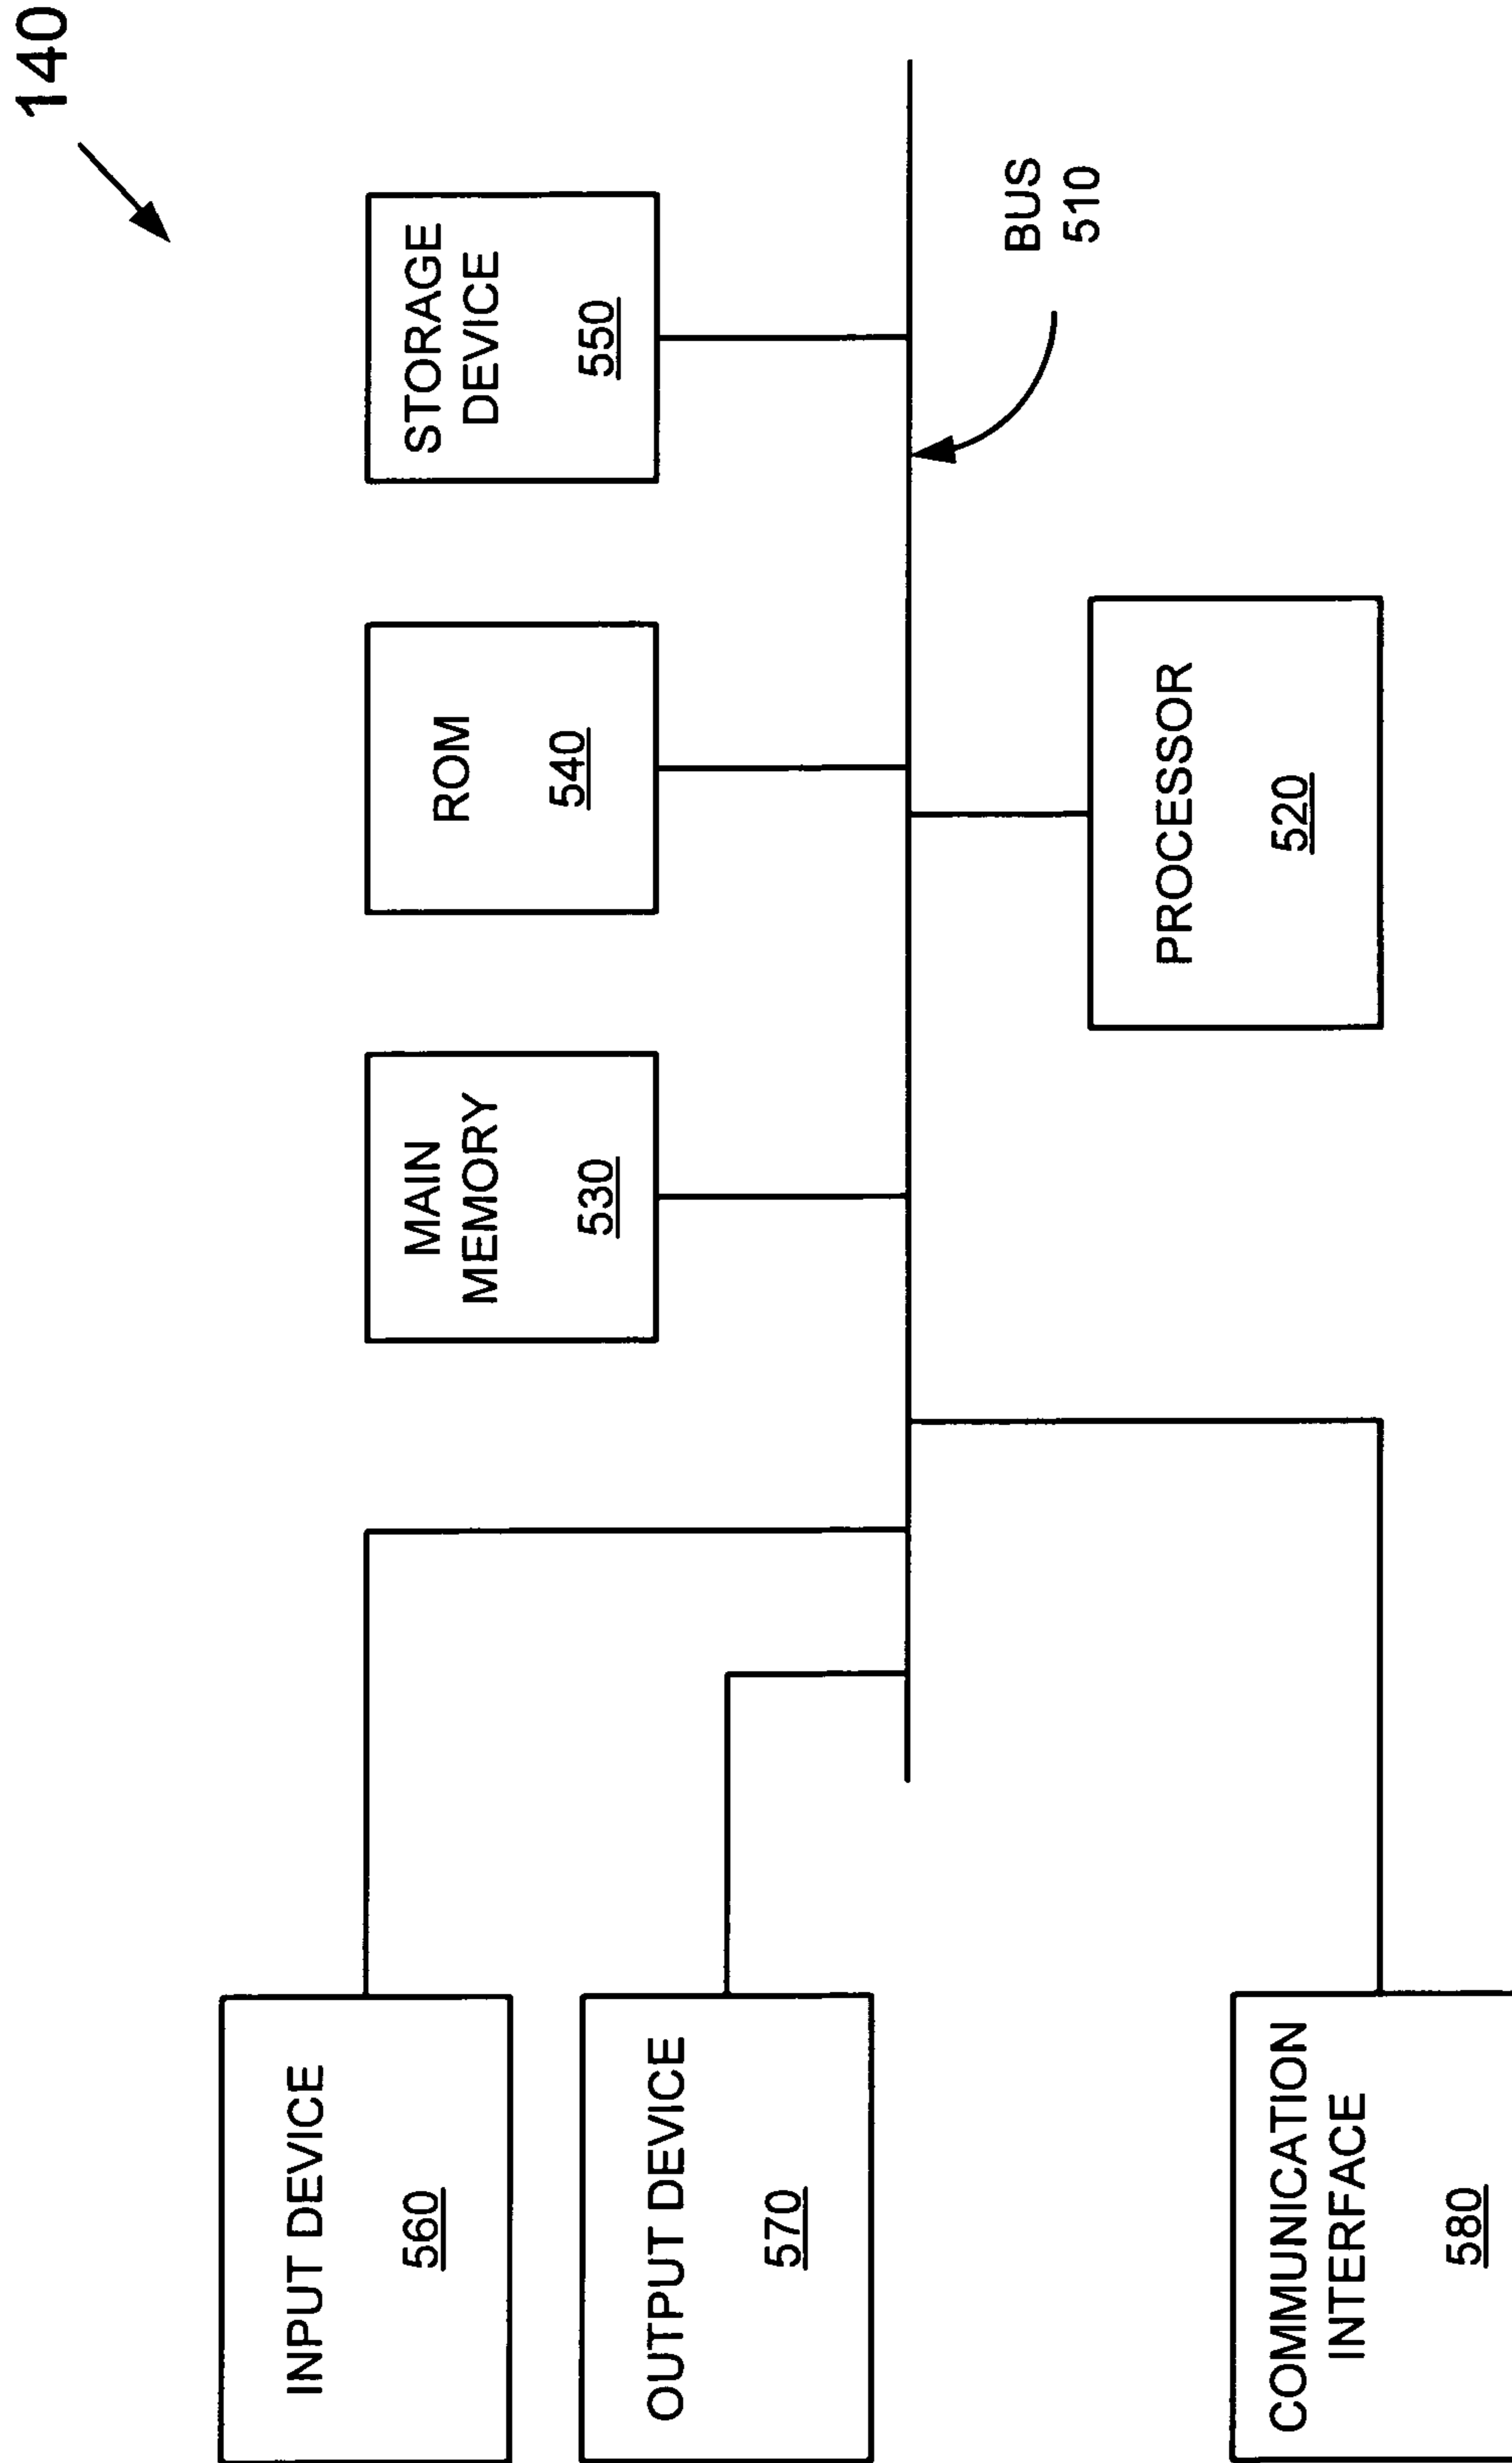 140
MAIN
MEMORY
530
ROM
540
STORAGE
DEVICE
550
INPUT DEVICE
560
OUTPUT DEVICE
570
BUS
510
COMMUNICATION
INTERFACE
580
PROCESSOR
520